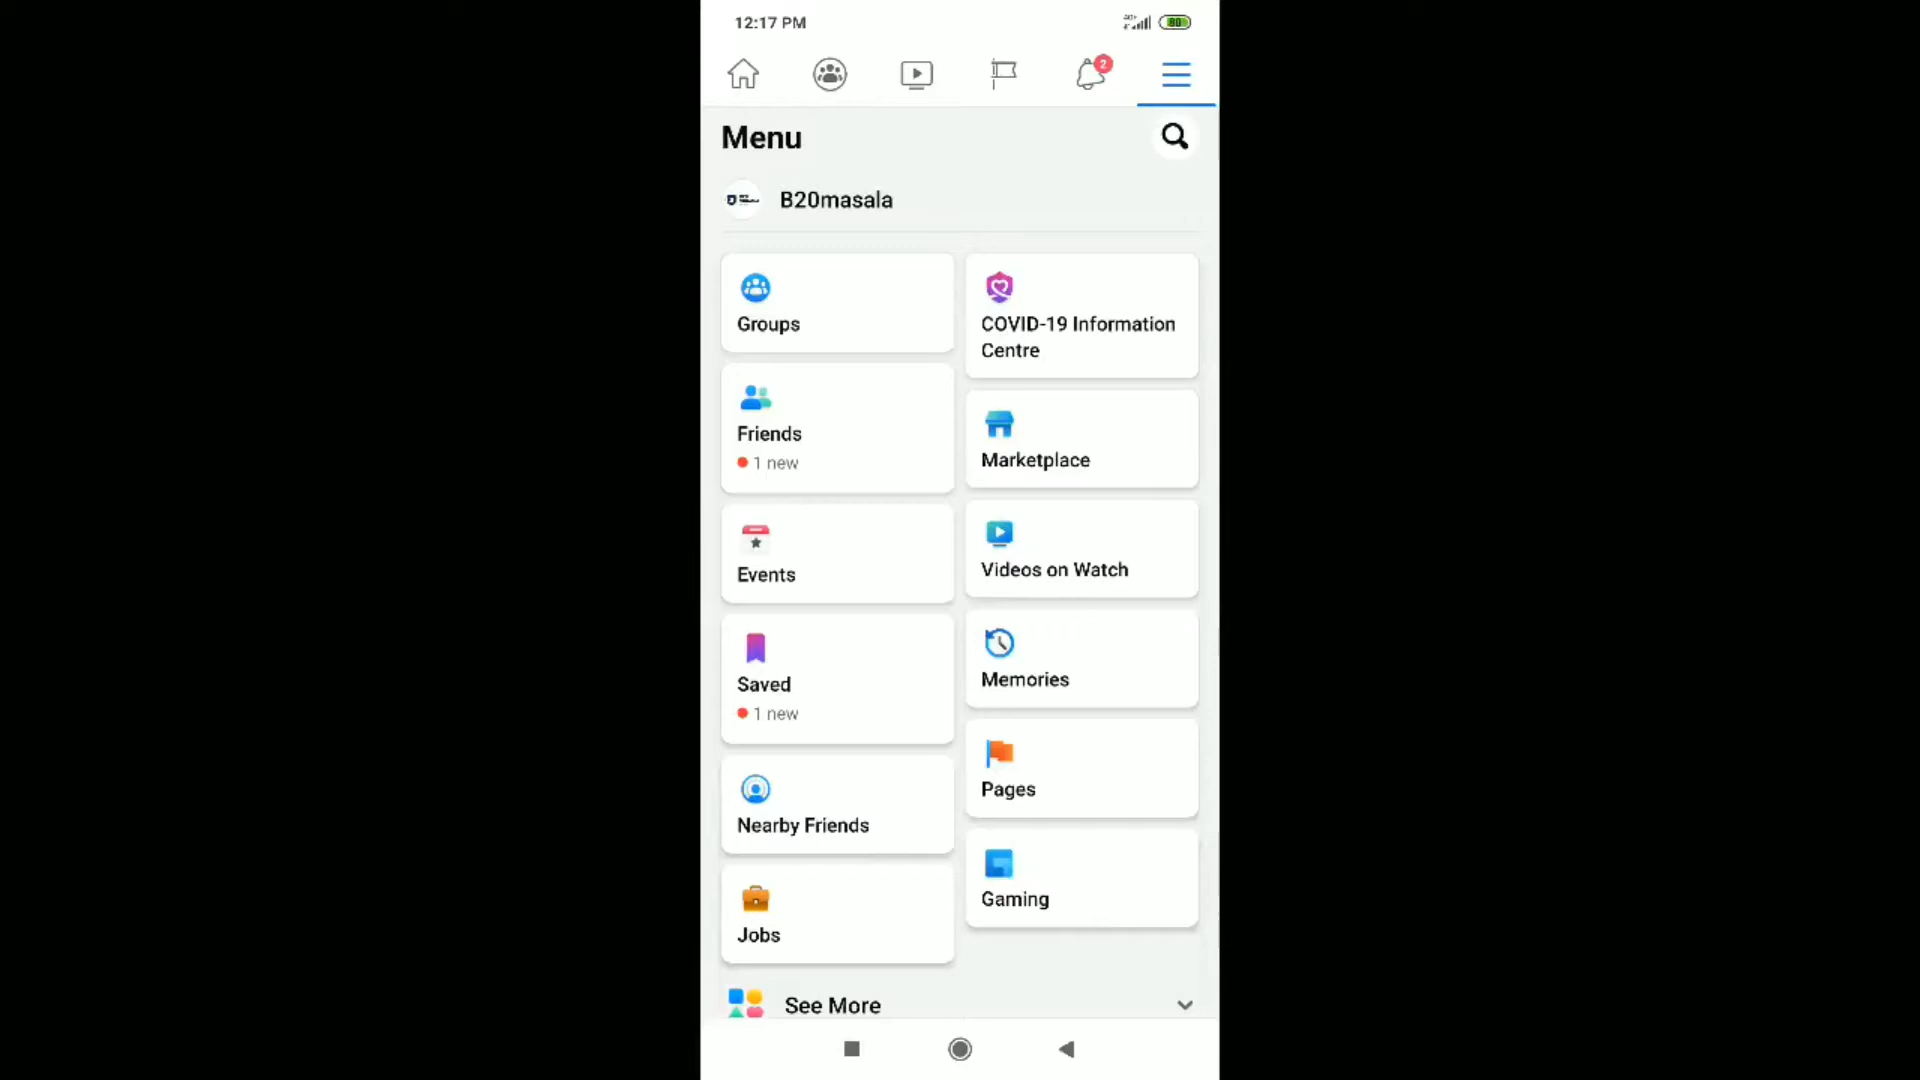 12:17 PM
80
2
Menu
B20masala
Groups
COVID-19 Information
Centre
Friends
1 new
Marketplace
Events
Videos on Watch
Saved
1 new
Memories
Nearby Friends
Pages
Jobs
Gaming
See More